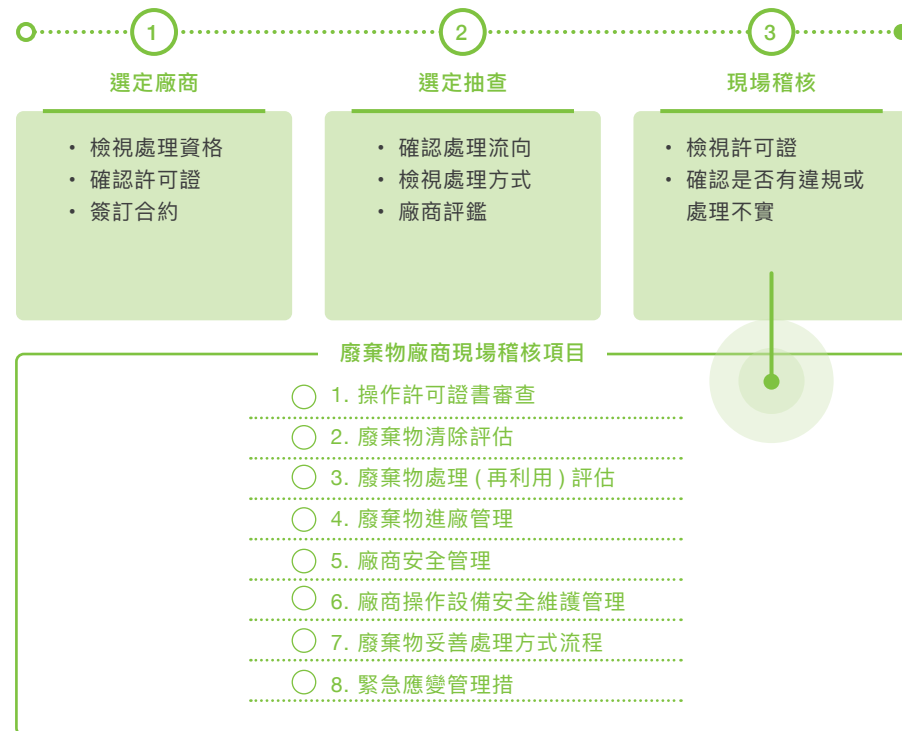 1
2
3
選定廠商
選定抽查
現場稽核
• 檢視處理資格
• 確認許可證
• 簽訂合約
• 確認處理流向
• 檢視處理方式
• 廠商評鑑
• 檢視許可證
• 確認是否有違規或
處理不實
廢棄物廠商現場稽核項目
1. 操作許可證書審查
2. 廢棄物清除評估
3. 廢棄物處理 ( 再利用 ) 評估
4. 廢棄物進廠管理
5. 廠商安全管理
6. 廠商操作設備安全維護管理
7. 廢棄物妥善處理方式流程
8. 緊急應變管理措